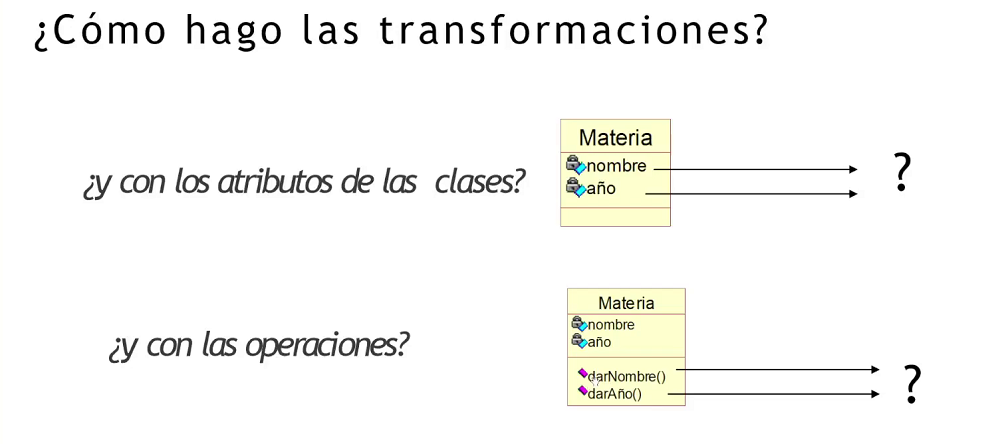 ¿Cómo hago las transformaciones?
Materia
nombre
año
¿y con los atributos de las clases?
?
Materia
nombre
año
darNombre()
darAño()
¿y con las operaciones?
?